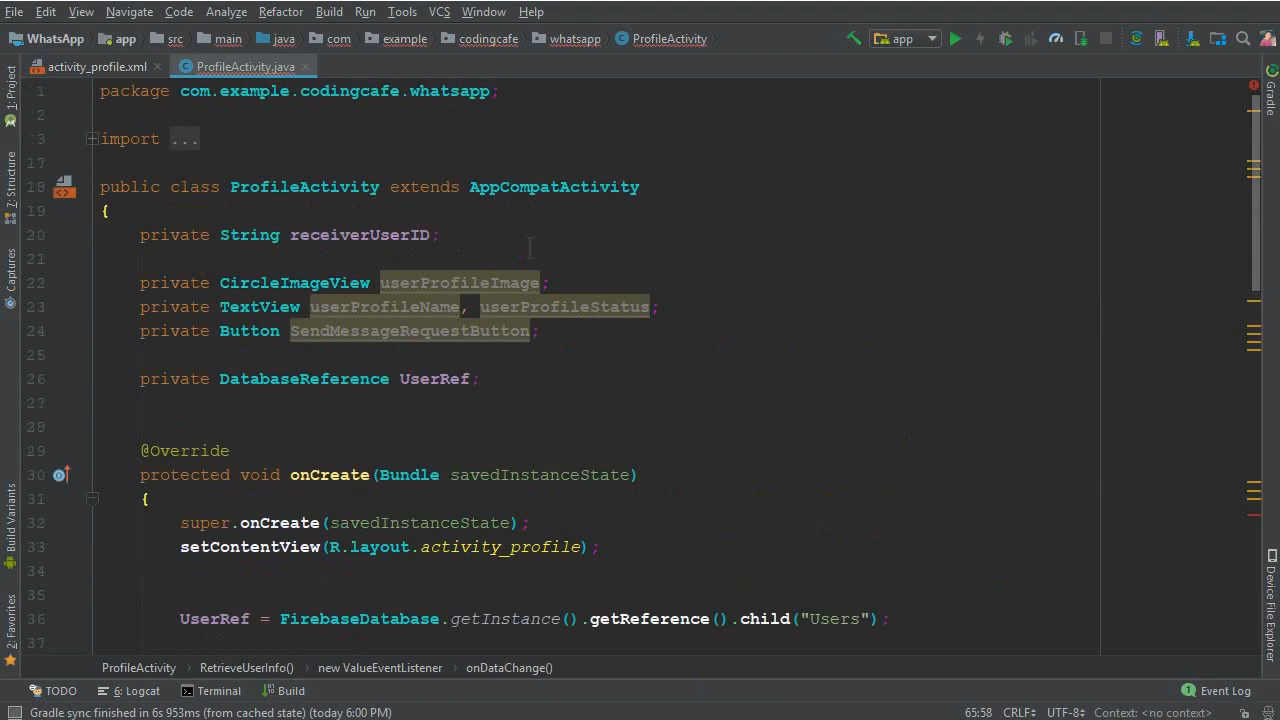 File Edit View Navigate Code Analyze Refactor Build Run Tools VCS Window Help
WhatsApp app src main java com example codingcafe whatsapp ProfileActivity app
activity_profile.xml ProfileActivity.java
1 package com.example.codingcafe.whatsapp;
2
3 import ...
17
18 public class ProfileActivity extends AppCompatActivity
19 {
20 private String receiverUserID;
21
22 private CircleImageView userProfileImage;
23 private TextView userProfileName, userProfileStatus;
24 private Button SendMessageRequestButton;
25
26 private DatabaseReference UserRef;
27
28
29 @Override
30 protected void onCreate(Bundle savedInstanceState)
31 {
32 super.onCreate(savedInstanceState);
33 setContentView(R.layout.activity_profile);
34
35
36 UserRef = FirebaseDatabase.getInstance().getReference().child("Users");
37
1: Project
7: Structure
Captures
Build Variants
2: Favorites
Gradle
Device File Explorer
ProfileActivity RetrieveUserInfo() new ValueEventListener onDataChange()
TODO 6: Logcat Terminal Build 1 Event Log
Gradle sync finished in 6s 953ms (from cached state) (today 6:00 PM) 65:58 CRLF UTF-8 Context: <no context>